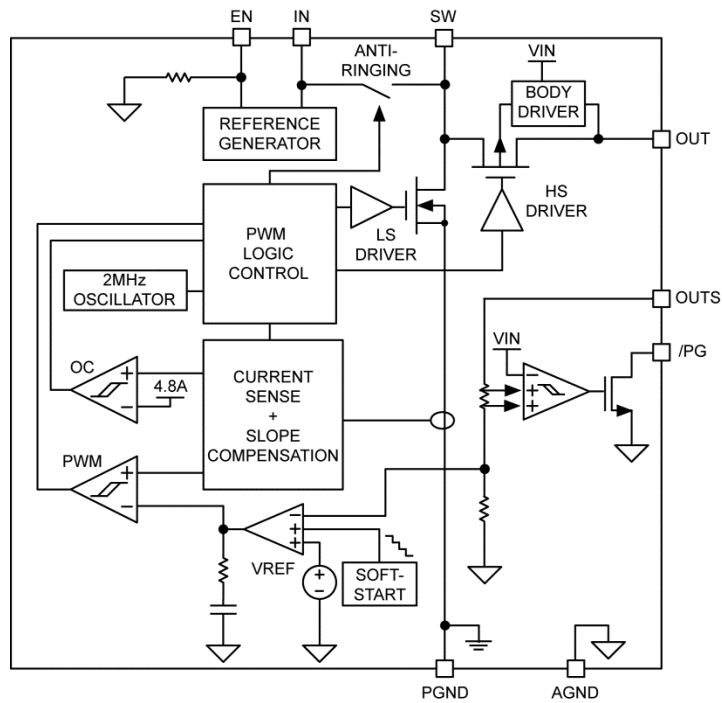 EN
IN
SW
ANTI-
RINGING
VIN
BODY
DRIVER
REFERENCE
GENERATOR
OUT
PWM
LOGIC
CONTROL
LS
DRIVER
HS
DRIVER
2MHz
OSCILLATOR
OUTS
VIN
/PG
OC
+
−
4.8A
CURRENT
SENSE
+
SLOPE
COMPENSATION
−
+
+
PWM
+
−
−
+
+
VREF
+
−
SOFT-
START
PGND
AGND